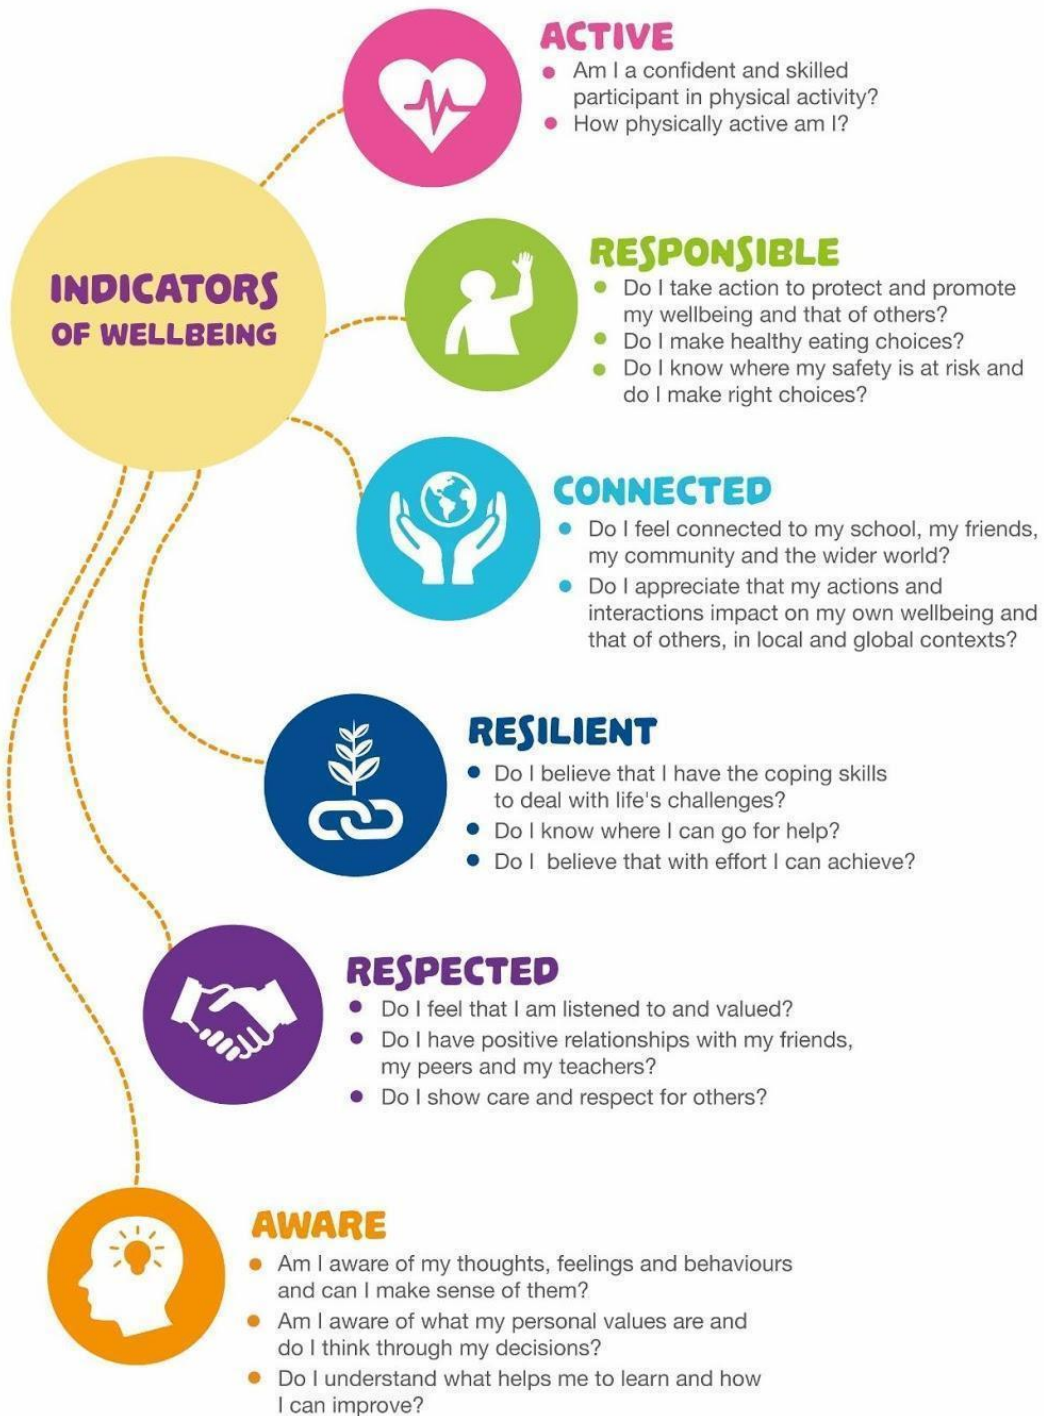 ACTIVE
• Am I a confident and skilled
participant in physical activity?
• How physically active am I?
INDICATORS
OF WELLBEING
RESPONSIBLE
• Do I take action to protect and promote
my wellbeing and that of others?
• Do I make healthy eating choices?
• Do I know where my safety is at risk and
do I make right choices?
CONNECTED
• Do I feel connected to my school, my friends,
my community and the wider world?
• Do I appreciate that my actions and
interactions impact on my own wellbeing and
that of others, in local and global contexts?
RESILIENT
• Do I believe that I have the coping skills
to deal with life's challenges?
• Do I know where I can go for help?
• Do I believe that with effort I can achieve?
RESPECTED
• Do I feel that I am listened to and valued?
• Do I have positive relationships with my friends,
my peers and my teachers?
• Do I show care and respect for others?
AWARE
• Am I aware of my thoughts, feelings and behaviours
and can I make sense of them?
• Am I aware of what my personal values are and
do I think through my decisions?
• Do I understand what helps me to learn and how
I can improve?